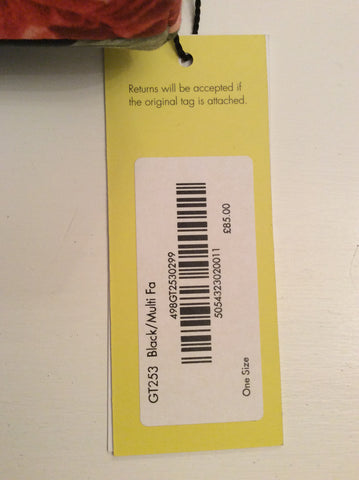 Returns will be accepted if
the original tag is attached.
GT253 Black/Multi Fa
498GT2530299
5054323020011
£85.00
One Size